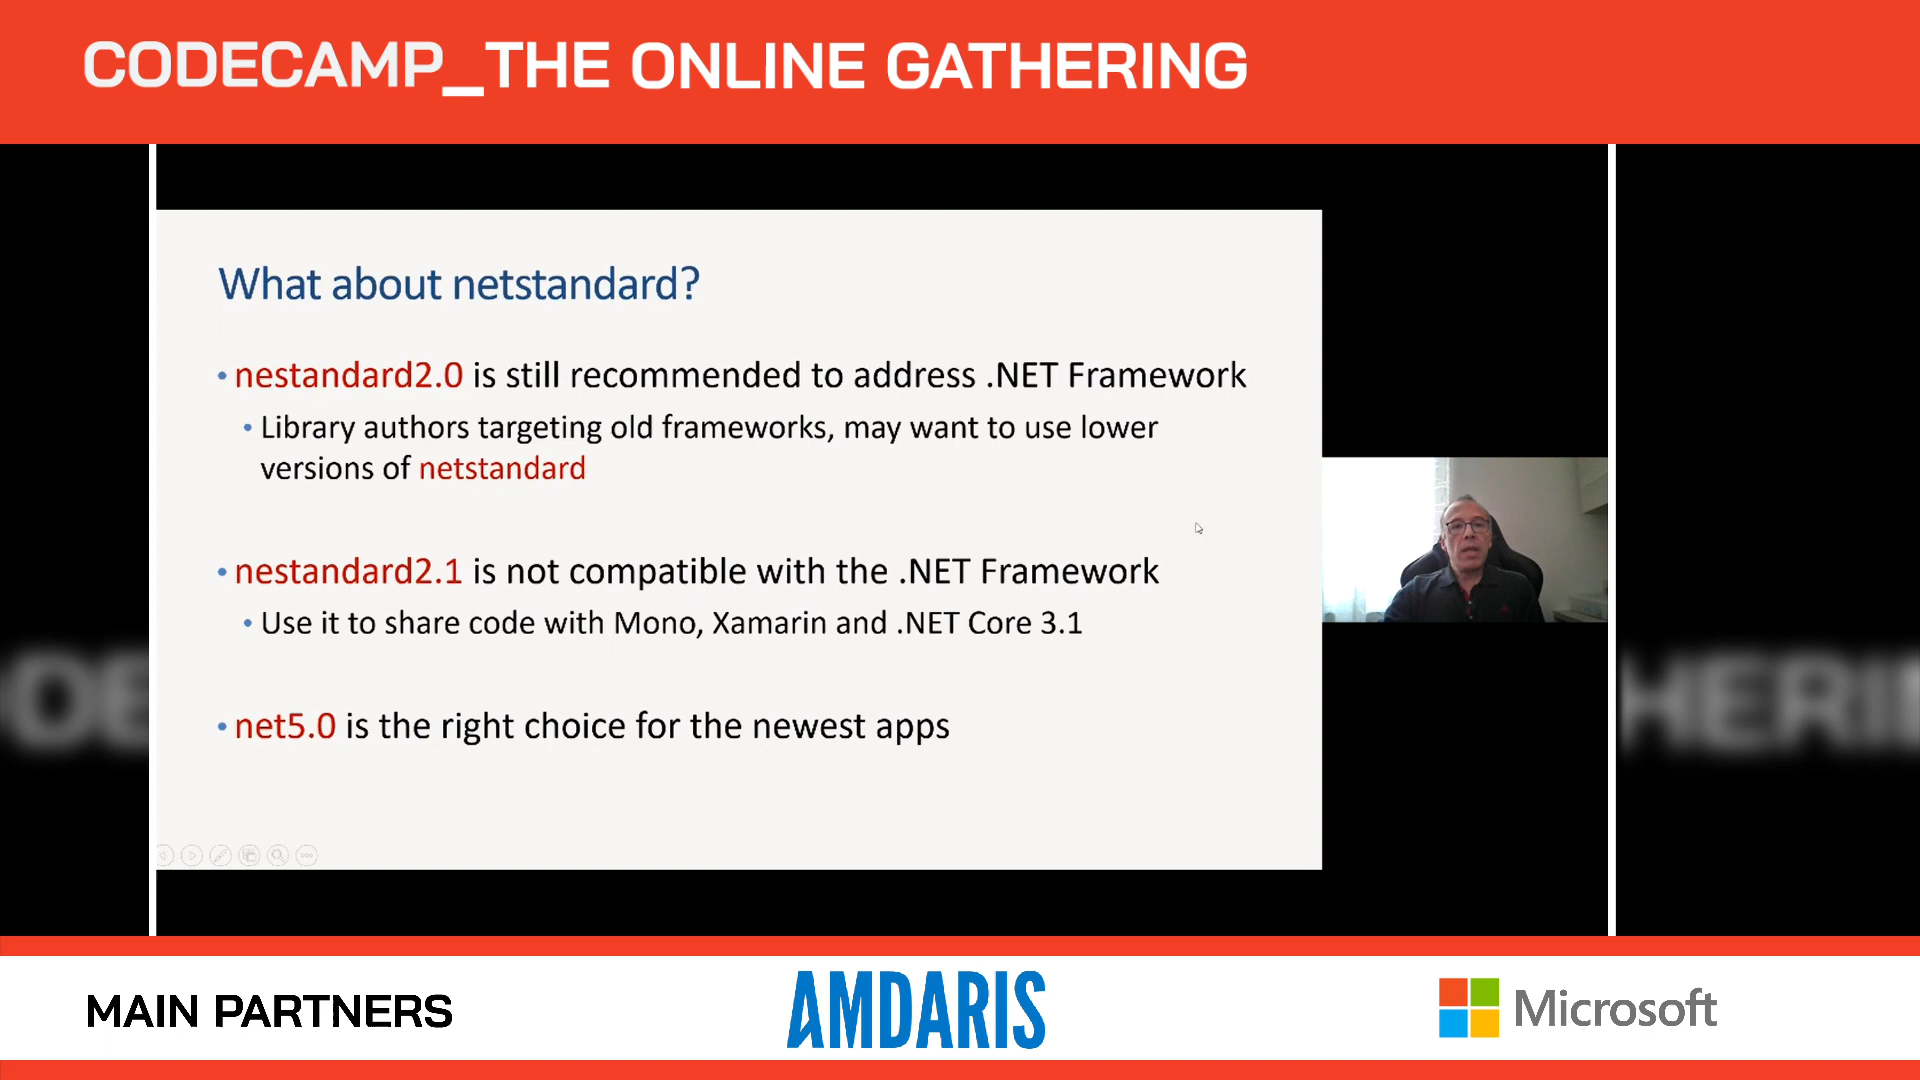 CODECAMP_THE ONLINE GATHERING
What about netstandard?
• nestandard2.0 is still recommended to address .NET Framework
• Library authors targeting old frameworks, may want to use lower
versions of netstandard
• nestandard2.1 is not compatible with the .NET Framework
• Use it to share code with Mono, Xamarin and .NET Core 3.1
• net5.0 is the right choice for the newest apps
ODE
HERI
MAIN PARTNERS
AMDARIS
Microsoft